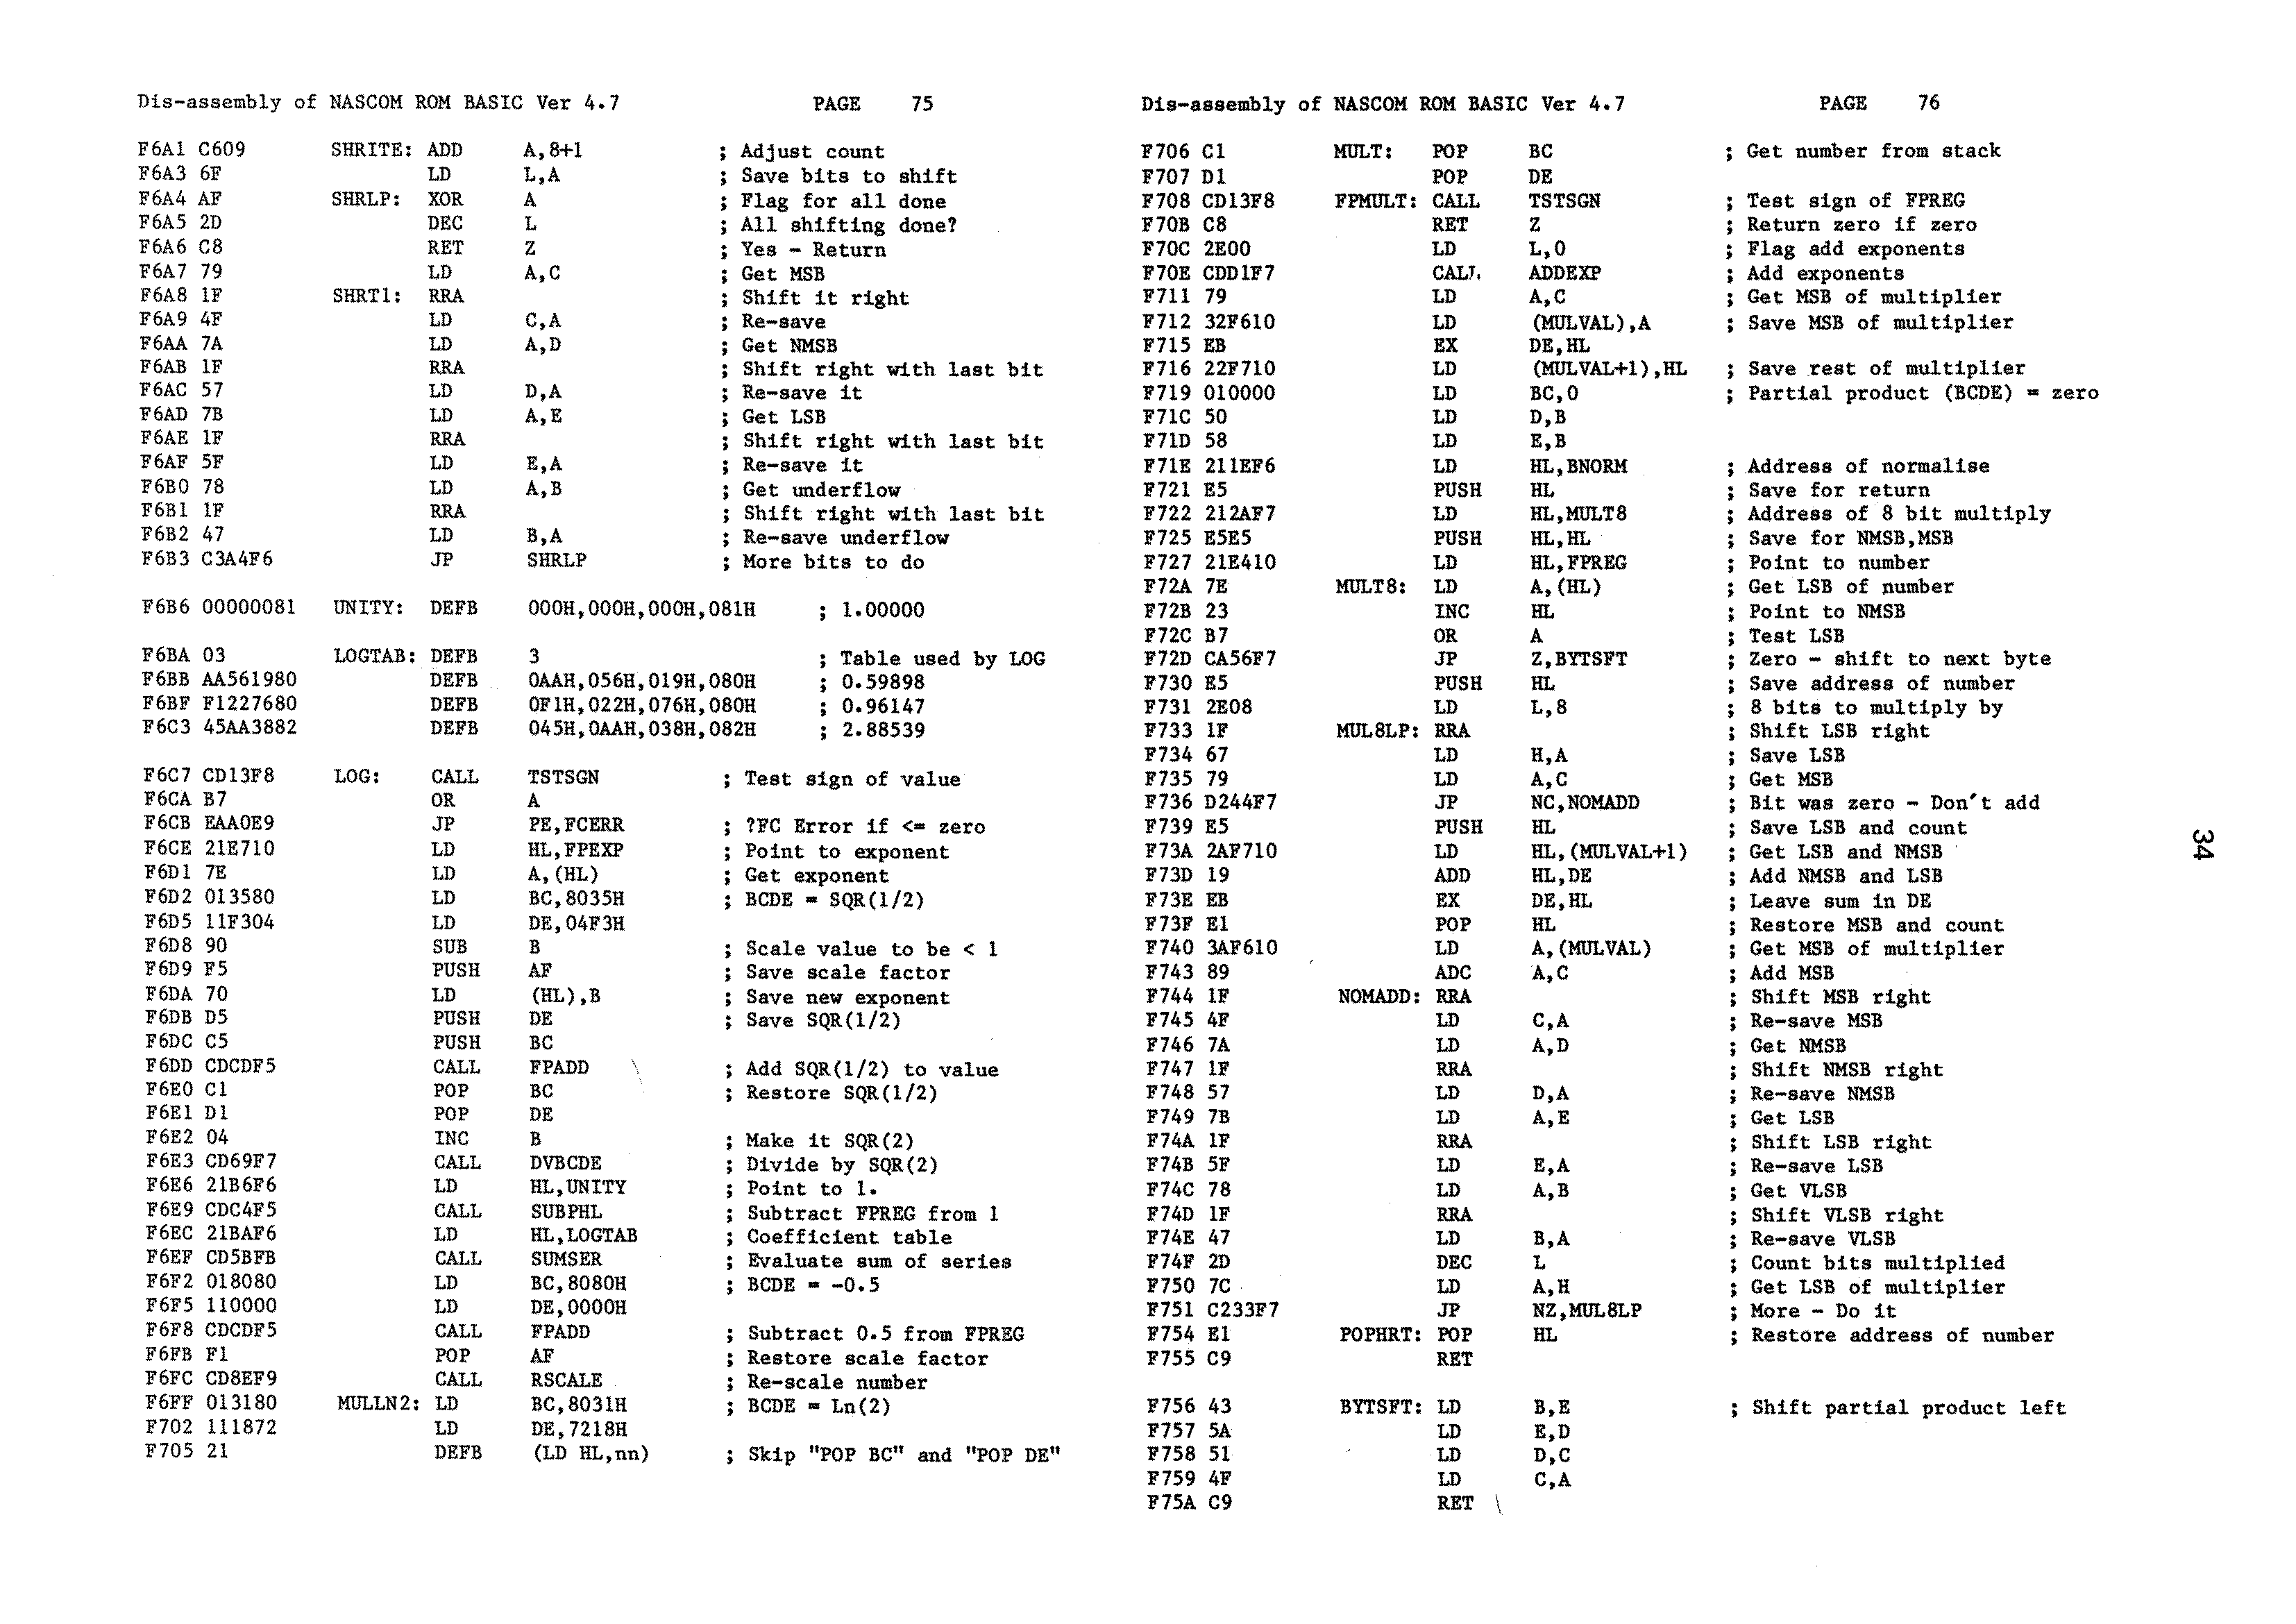 Dis-assembly of NASCOM ROM BASIC Ver 4.7 PAGE 75
F6A1 C609 SHRITE: ADD A,8+1 ; Adjust count
F6A3 6F LD L,A ; Save bits to shift
F6A4 AF SHRLP: XOR A ; Flag for all done
F6A5 2D DEC L ; All shifting done?
F6A6 C8 RET Z ; Yes - Return
F6A7 79 LD A,C ; Get MSB
F6A8 1F SHRT1: RRA ; Shift it right
F6A9 4F LD C,A ; Re-save
F6AA 7A LD A,D ; Get NMSB
F6AB 1F RRA ; Shift right with last bit
F6AC 57 LD D,A ; Re-save it
F6AD 7B LD A,E ; Get LSB
F6AE 1F RRA ; Shift right with last bit
F6AF 5F LD E,A ; Re-save it
F6B0 78 LD A,B ; Get underflow
F6B1 1F RRA ; Shift right with last bit
F6B2 47 LD B,A ; Re-save underflow
F6B3 C3A4F6 JP SHRLP ; More bits to do
F6B6 00000081 UNITY: DEFB 000H,000H,000H,081H ; 1.00000
F6BA 03 LOGTAB: DEFB 3 ; Table used by LOG
F6BB AA561980 DEFB 0AAH,056H,019H,080H ; 0.59898
F6BF F1227680 DEFB 0F1H,022H,076H,080H ; 0.96147
F6C3 45AA3882 DEFB 045H,0AAH,038H,082H ; 2.88539
F6C7 CD13F8 LOG: CALL TSTSGN ; Test sign of value
F6CA B7 OR A
F6CB EAA0E9 JP PE,FCERR ; ?FC Error if <= zero
F6CE 21E710 LD HL,FPEXP ; Point to exponent
F6D1 7E LD A,(HL) ; Get exponent
F6D2 013580 LD BC,8035H ; BCDE = SQR(1/2)
F6D5 11F304 LD DE,04F3H
F6D8 90 SUB B ; Scale value to be < 1
F6D9 F5 PUSH AF ; Save scale factor
F6DA 70 LD (HL),B ; Save new exponent
F6DB D5 PUSH DE ; Save SQR(1/2)
F6DC C5 PUSH BC
F6DD CDCDF5 CALL FPADD ; Add SQR(1/2) to value
F6E0 C1 POP BC ; Restore SQR(1/2)
F6E1 D1 POP DE
F6E2 04 INC B ; Make it SQR(2)
F6E3 CD69F7 CALL DVBCDE ; Divide by SQR(2)
F6E6 21B6F6 LD HL,UNITY ; Point to 1.
F6E9 CDC4F5 CALL SUBPHL ; Subtract FPREG from 1
F6EC 21BAF6 LD HL,LOGTAB ; Coefficient table
F6EF CD5BFB CALL SUMSER ; Evaluate sum of series
F6F2 018080 LD BC,8080H ; BCDE = -0.5
F6F5 110000 LD DE,0000H
F6F8 CDCDF5 CALL FPADD ; Subtract 0.5 from FPREG
F6FB F1 POP AF ; Restore scale factor
F6FC CD8EF9 CALL RSCALE ; Re-scale number
F6FF 013180 MULLN2: LD BC,8031H ; BCDE = Ln(2)
F702 111872 LD DE,7218H
F705 21 DEFB (LD HL,nn) ; Skip "POP BC" and "POP DE"
Dis-assembly of NASCOM ROM BASIC Ver 4.7 PAGE 76
F706 C1 MULT: POP BC ; Get number from stack
F707 D1 POP DE
F708 CD13F8 FPMULT: CALL TSTSGN ; Test sign of FPREG
F70B C8 RET Z ; Return zero if zero
F70C 2E00 LD L,0 ; Flag add exponents
F70E CDD1F7 CALL ADDEXP ; Add exponents
F711 79 LD A,C ; Get MSB of multiplier
F712 32F610 LD (MULVAL),A ; Save MSB of multiplier
F715 EB EX DE,HL
F716 22F710 LD (MULVAL+1),HL ; Save rest of multiplier
F719 010000 LD BC,0 ; Partial product (BCDE) = zero
F71C 50 LD D,B
F71D 58 LD E,B
F71E 211EF6 LD HL,BNORM ; Address of normalise
F721 E5 PUSH HL ; Save for return
F722 212AF7 LD HL,MULT8 ; Address of 8 bit multiply
F725 E5E5 PUSH HL,HL ; Save for NMSB,MSB
F727 21E410 LD HL,FPREG ; Point to number
F72A 7E MULT8: LD A,(HL) ; Get LSB of number
F72B 23 INC HL ; Point to NMSB
F72C B7 OR A ; Test LSB
F72D CA56F7 JP Z,BYTSFT ; Zero - shift to next byte
F730 E5 PUSH HL ; Save address of number
F731 2E08 LD L,8 ; 8 bits to multiply by
F733 1F MUL8LP: RRA ; Shift LSB right
F734 67 LD H,A ; Save LSB
F735 79 LD A,C ; Get MSB
F736 D244F7 JP NC,NOMADD ; Bit was zero - Don't add
F739 E5 PUSH HL ; Save LSB and count
F73A 2AF710 LD HL,(MULVAL+1) ; Get LSB and NMSB
F73D 19 ADD HL,DE ; Add NMSB and LSB
F73E EB EX DE,HL ; Leave sum in DE
F73F E1 POP HL ; Restore MSB and count
F740 3AF610 LD A,(MULVAL) ; Get MSB of multiplier
F743 89 ADC A,C ; Add MSB
F744 1F NOMADD: RRA ; Shift MSB right
F745 4F LD C,A ; Re-save MSB
F746 7A LD A,D ; Get NMSB
F747 1F RRA ; Shift NMSB right
F748 57 LD D,A ; Re-save NMSB
F749 7B LD A,E ; Get LSB
F74A 1F RRA ; Shift LSB right
F74B 5F LD E,A ; Re-save LSB
F74C 78 LD A,B ; Get VLSB
F74D 1F RRA ; Shift VLSB right
F74E 47 LD B,A ; Re-save VLSB
F74F 2D DEC L ; Count bits multiplied
F750 7C LD A,H ; Get LSB of multiplier
F751 C233F7 JP NZ,MUL8LP ; More - Do it
F754 E1 POPHRT: POP HL ; Restore address of number
F755 C9 RET
F756 43 BYTSFT: LD B,E ; Shift partial product left
F757 5A LD E,D
F758 51 LD D,C
F759 4F LD C,A
F75A C9 RET
34